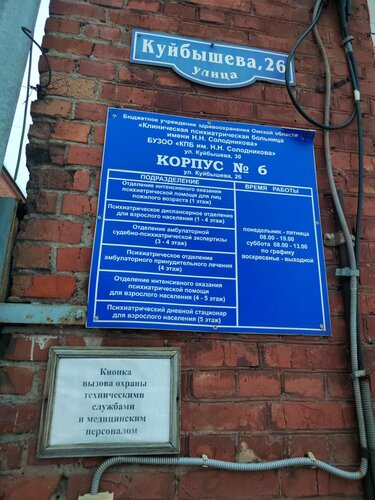 Куйбышева, 26
улица
Бюджетное учреждение здравоохранения Омской области
«Клиническая психиатрическая больница
имени Н.Н. Солодникова»
БУЗОО «КПБ им. Н.Н. Солодникова»
ул. Куйбышева, 30
КОРПУС № 6
ул. Куйбышева, 26
ПОДРАЗДЕЛЕНИЕ
ВРЕМЯ РАБОТЫ
Отделение интенсивного оказания
психиатрической помощи для лиц
пожилого возраста (1 этаж)
Психиатрическое диспансерное отделение
для взрослого населения (1 - 4 этаж)
Отделение амбулаторной
судебно-психиатрической экспертизы
(3 - 4 этаж)
Психиатрическое отделение
амбулаторного принудительного лечения
(4 этаж)
Отделение интенсивного оказания
психиатрической помощи
для взрослого населения (4 - 5 этаж)
Психиатрический дневной стационар
для взрослого населения (5 этаж)
понедельник - пятница
08.00 - 19.00
суббота 08.00 - 13.00
по графику
воскресенье - выходной
Кнопка
вызова охраны
техническими
службами
и медицинским
персоналом